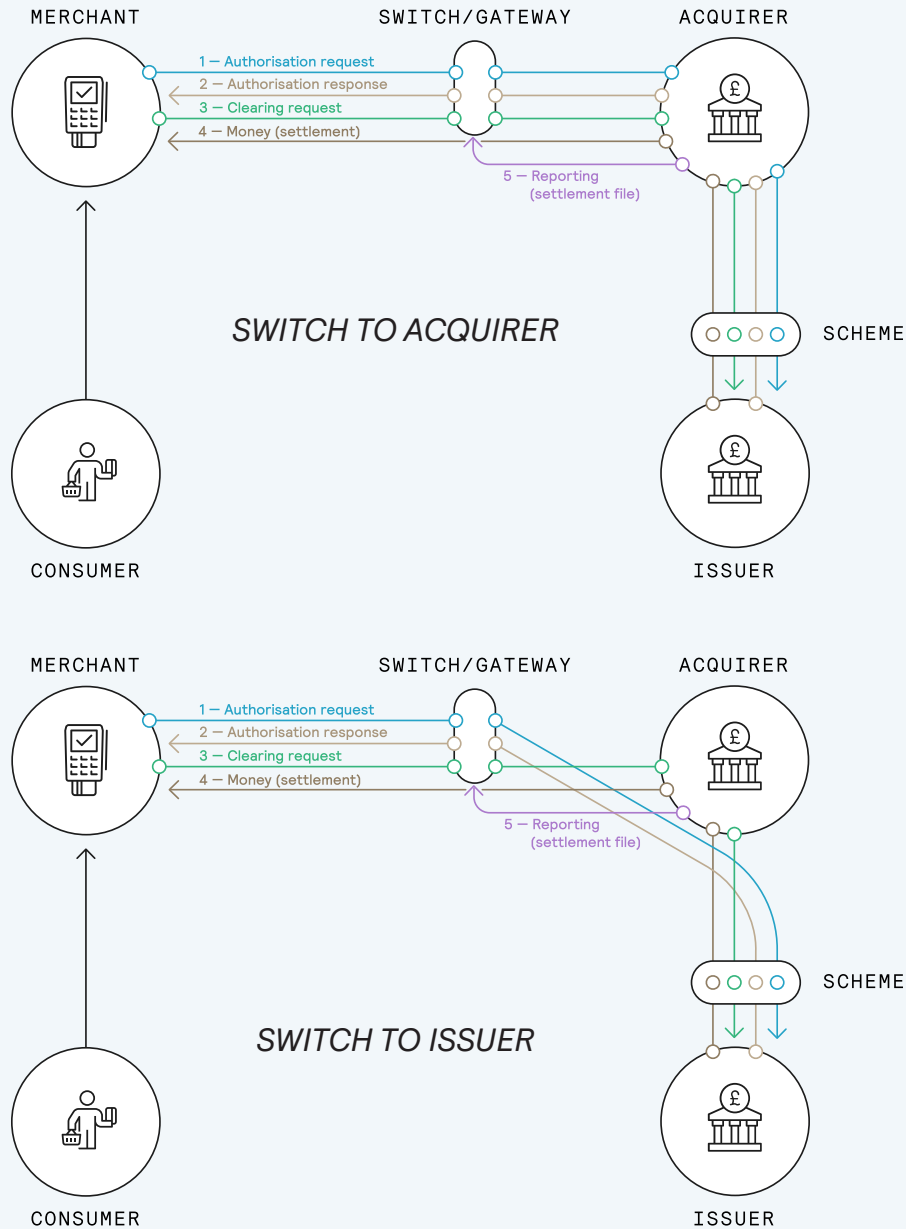 MERCHANT
SWITCH/GATEWAY
ACQUIRER
1 — Authorisation request
2 — Authorisation response
3 — Clearing request
4 — Money (settlement)
5 — Reporting
(settlement file)
£
SWITCH TO ACQUIRER
SCHEME
£
CONSUMER
ISSUER
MERCHANT
SWITCH/GATEWAY
ACQUIRER
1 — Authorisation request
2 — Authorisation response
3 — Clearing request
4 — Money (settlement)
5 — Reporting
(settlement file)
£
SCHEME
SWITCH TO ISSUER
£
CONSUMER
ISSUER